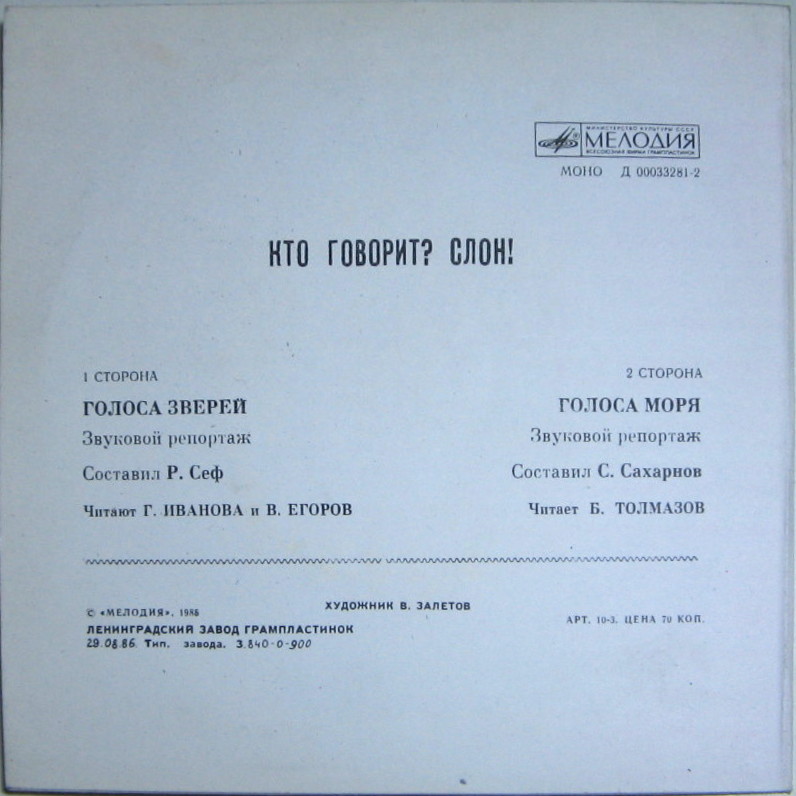 МИНИСТЕРСТВО КУЛЬТУРЫ СССР
МЕЛОДИЯ
ВСЕСОЮЗНАЯ ФИРМА ГРАМПЛАСТИНОК
МОНО Д 00033281-2
КТО ГОВОРИТ? СЛОН!
1 СТОРОНА
ГОЛОСА ЗВЕРЕЙ
Звуковой репортаж
Составил Р. Сеф
Читают Г. ИВАНОВА и В. ЕГОРОВ
2 СТОРОНА
ГОЛОСА МОРЯ
Звуковой репортаж
Составил С. Сахарнов
Читает Б. ТОЛМАЗОВ
ХУДОЖНИК В. ЗАЛЕТОВ
© «МЕЛОДИЯ»,
ЛЕНИНГРАДСКИЙ ЗАВОД ГРАМПЛАСТИНОК
29.08.86. Тип. завода. З.840-0-900
АРТ. 10-3. ЦЕНА 70 КОП.